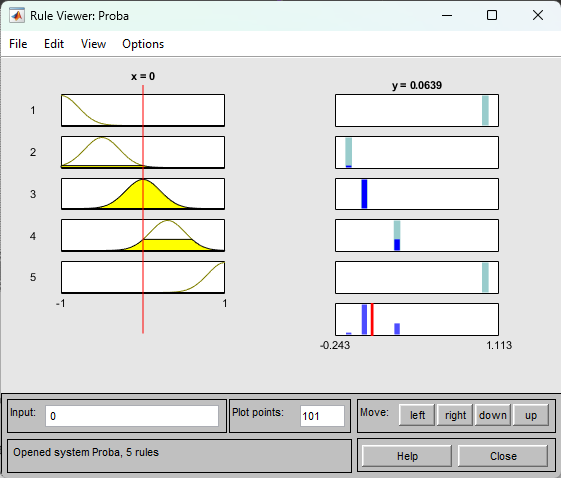 Rule Viewer: Proba
File Edit View Options
x = 0
y = 0.0639
1
2
3
4
5
-1 1
-0.243 1.113
Input: 0
Plot points: 101
Move: left right down up
Opened system Proba, 5 rules
Help Close